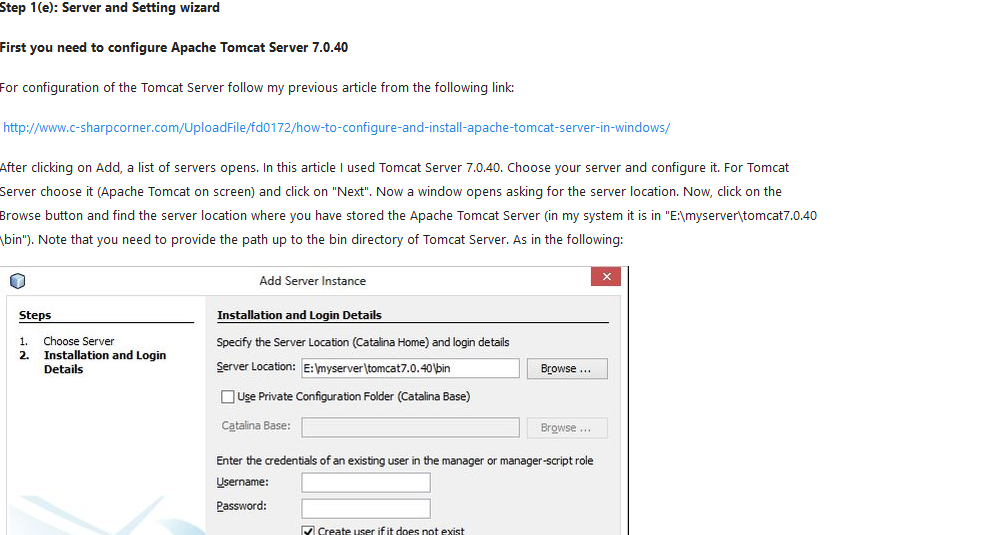 Step 1(e): Server and Setting wizard
First you need to configure Apache Tomcat Server 7.0.40
For configuration of the Tomcat Server follow my previous article from the following link:
http://www.c-sharpcorner.com/UploadFile/fd0172/how-to-configure-and-install-apache-tomcat-server-in-windows/
After clicking on Add, a list of servers opens. In this article I used Tomcat Server 7.0.40. Choose your server and configure it. For Tomcat
Server choose it (Apache Tomcat on screen) and click on "Next". Now a window opens asking for the server location. Now, click on the
Browse button and find the server location where you have stored the Apache Tomcat Server (in my system it is in "E:\myserver\tomcat7.0.40
\bin"). Note that you need to provide the path up to the bin directory of Tomcat Server. As in the following:
Add Server Instance
Steps
1. Choose Server
2. Installation and Login
Details
Installation and Login Details
Specify the Server Location (Catalina Home) and login details
Server Location: E:\myserver\tomcat7.0.40\bin Browse ...
Use Private Configuration Folder (Catalina Base)
Catalina Base: Browse ...
Enter the credentials of an existing user in the manager or manager-script role
Username:
Password:
Create user if it does not exist